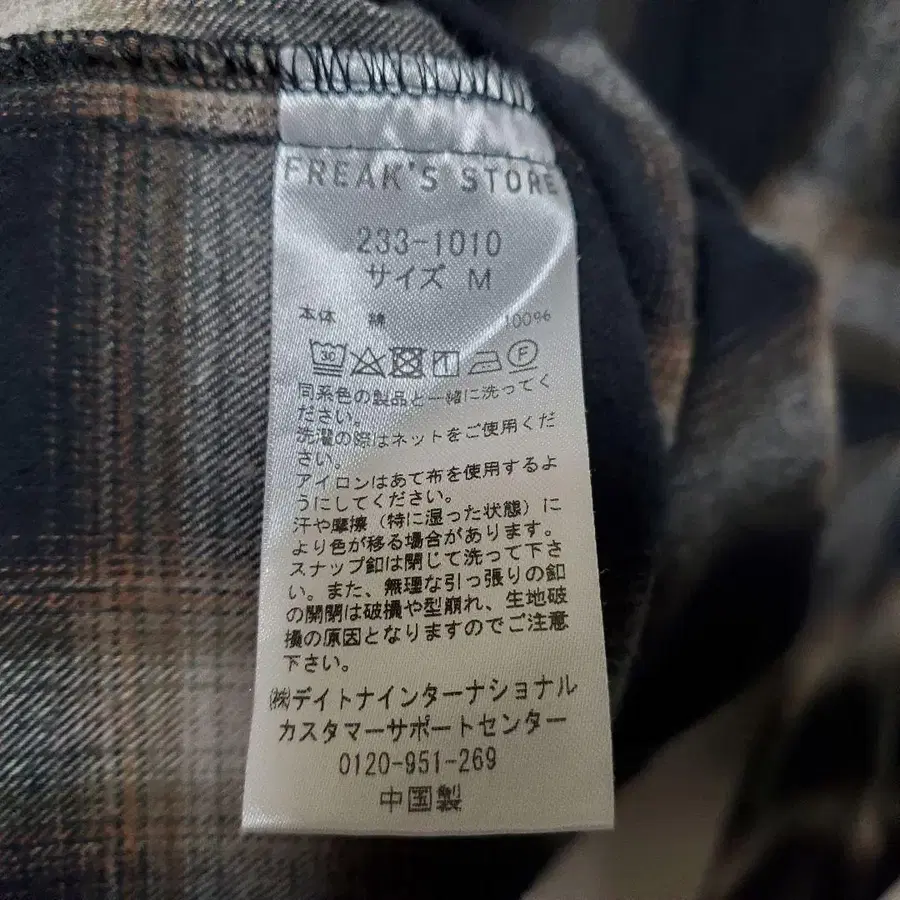 FREAK'S STORE
233-1010
サイズ M
本体 綿 100%
30 F
同系色の製品と一緒に洗ってく
ださい。
洗濯の際はネットをご使用くだ
さい。
アイロンはあて布を使用するよ
うにしてください。
汗や摩擦（特に湿った状態）に
より色が移る場合があります。
スナップ釦は閉じて洗って下さ
い。また、無理な引っ張りの釦
の開閉は破損や型崩れ、生地破
損の原因となりますのでご注意
下さい。
㈱デイトナインターナショナル
カスタマーサポートセンター
0120-951-269
中国製